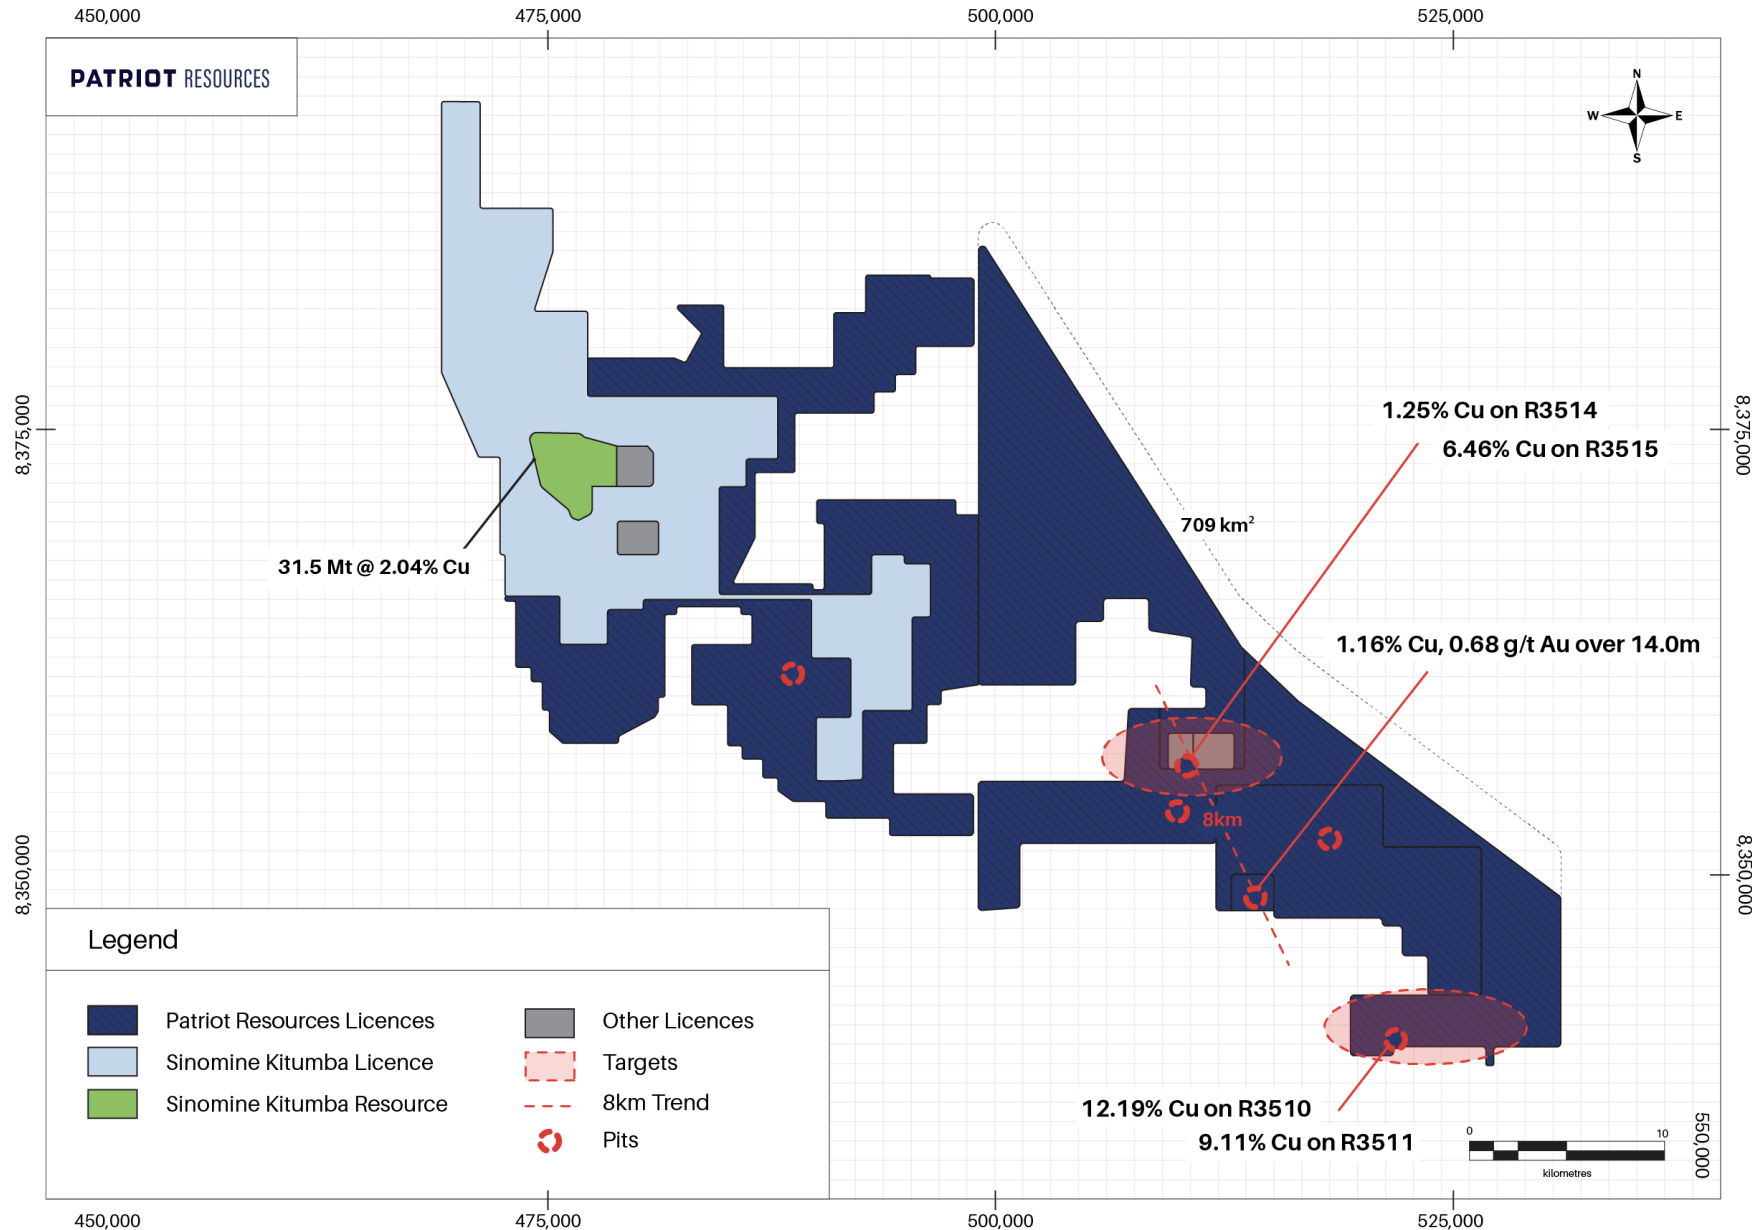 450,000
475,000
500,000
525,000
PATRIOT RESOURCES
N
W
E
S
8,375,000
8,375,000
1.25% Cu on R3514
6.46% Cu on R3515
709 km²
31.5 Mt @ 2.04% Cu
1.16% Cu, 0.68 g/t Au over 14.0m
8km
8,350,000
8,350,000
Legend
Patriot Resources Licences
Sinomine Kitumba Licence
Sinomine Kitumba Resource
Other Licences
Targets
8km Trend
Pits
12.19% Cu on R3510
9.11% Cu on R3511
0
10
kilometres
550,000
450,000
475,000
500,000
525,000